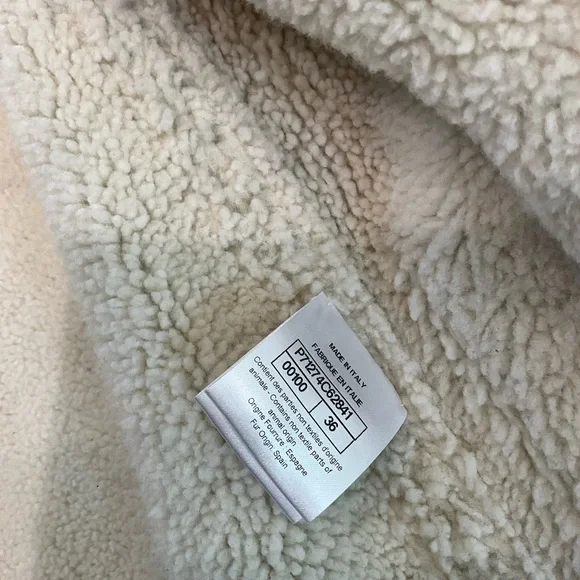 MADE IN ITALY
FABRIQUE EN ITALIE
P71274C62841
00100 36
Contient des parties non textiles d'origine
animale - Contains non textile parts of
animal origin
Origine Fourrure : Espagne
Fur Origin: Spain